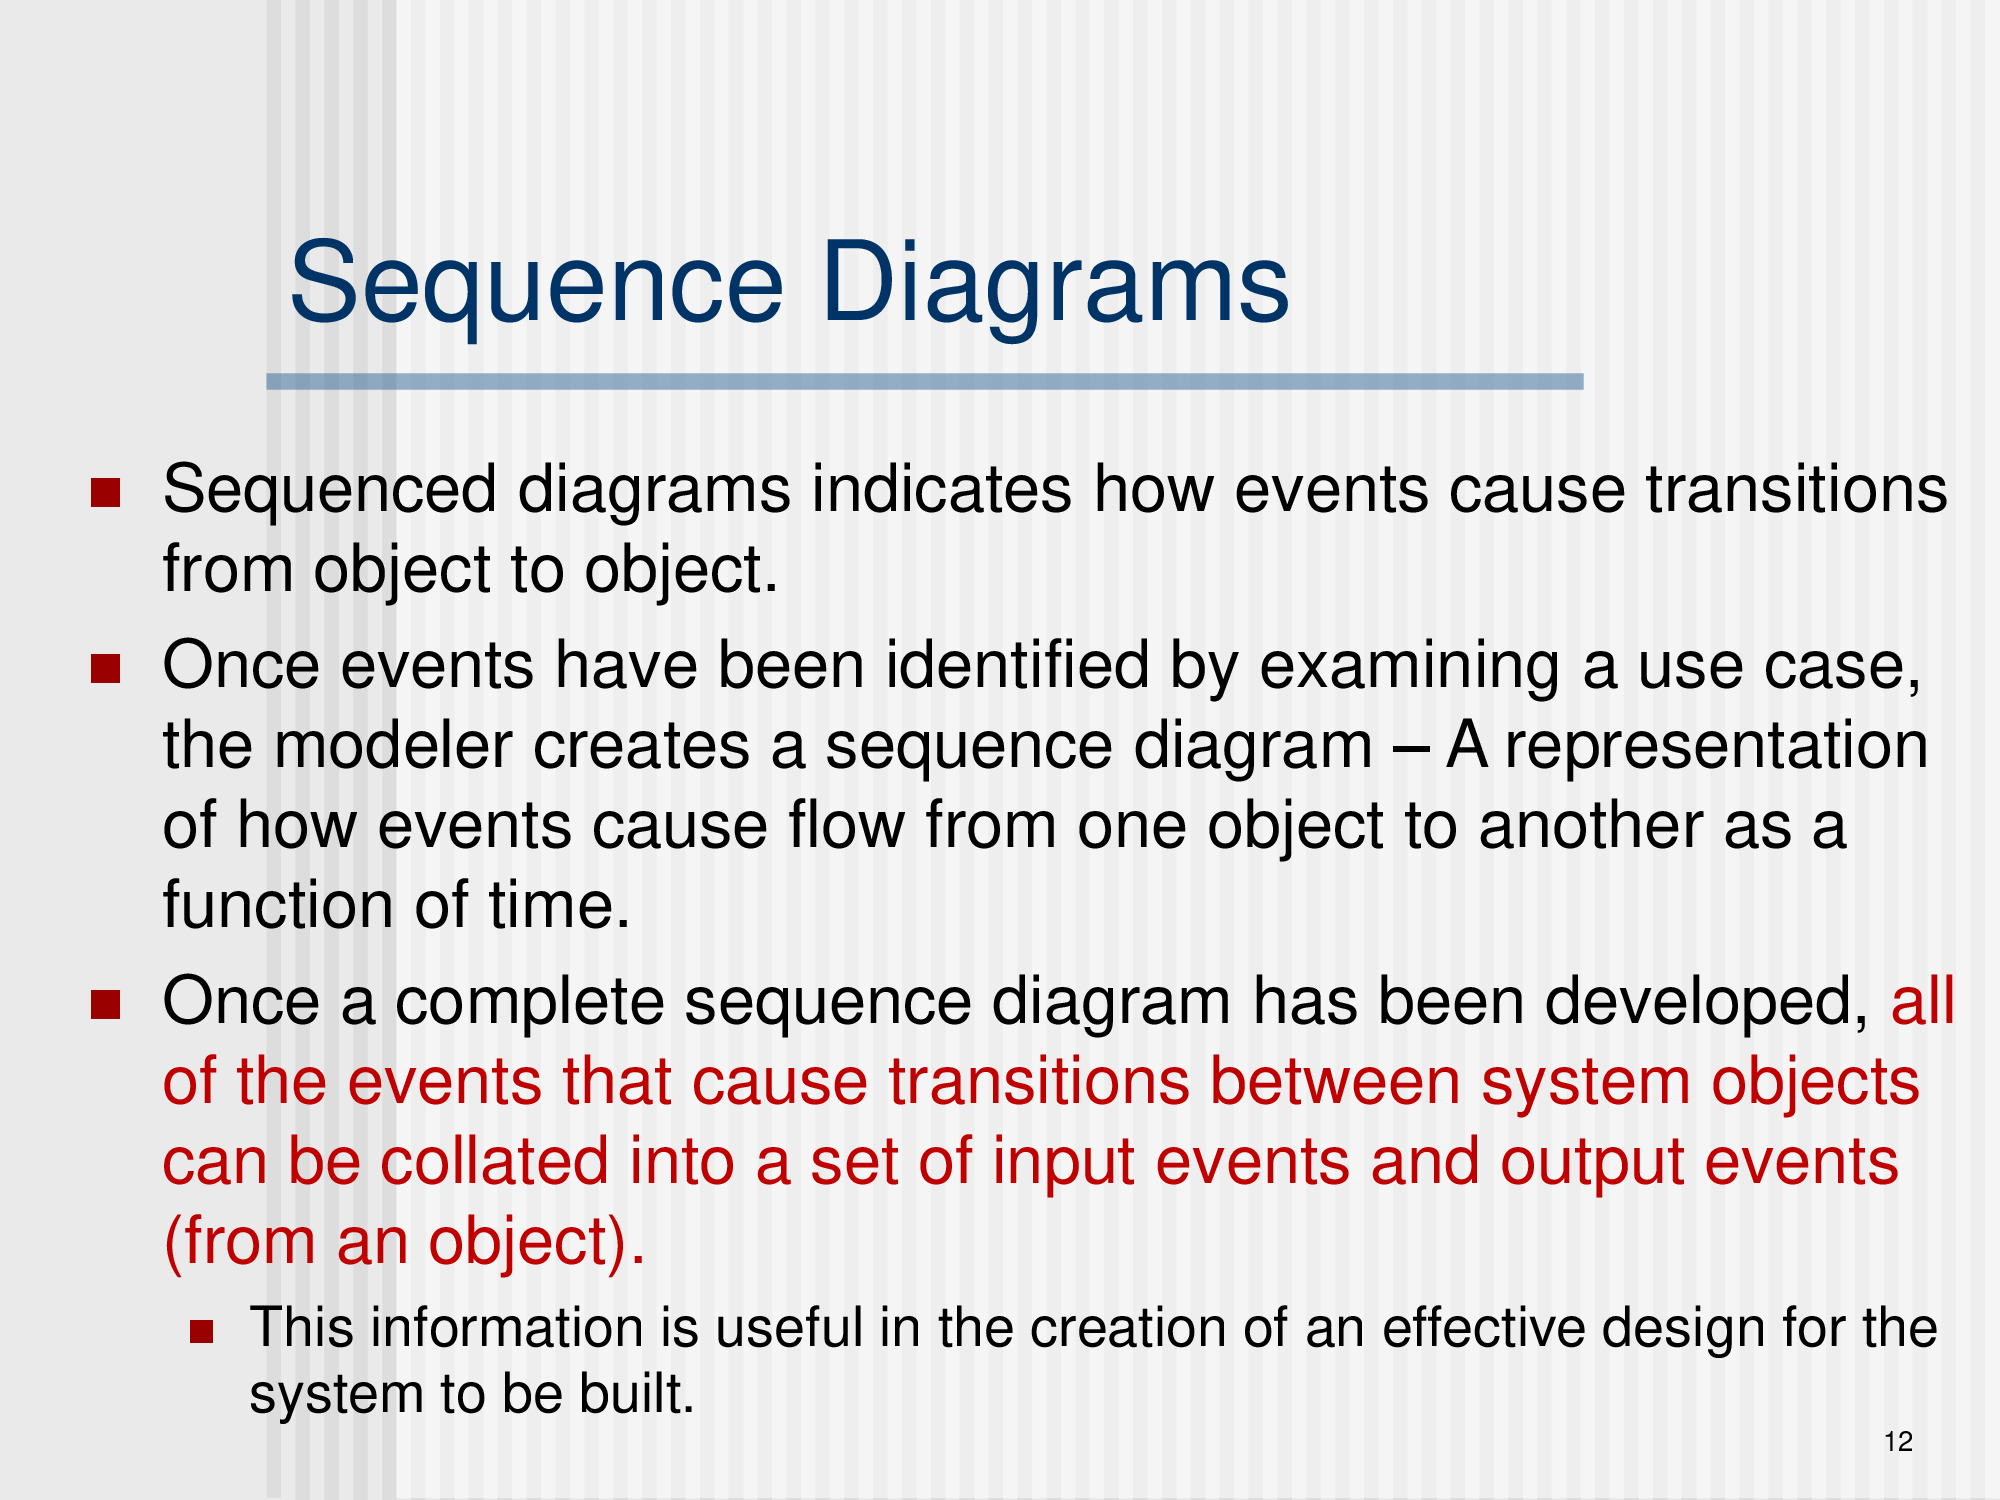 Sequence Diagrams
Sequenced diagrams indicates how events cause transitions
from object to object.
Once events have been identified by examining a use case,
the modeler creates a sequence diagram – A representation
of how events cause flow from one object to another as a
function of time.
Once a complete sequence diagram has been developed, all
of the events that cause transitions between system objects
can be collated into a set of input events and output events
(from an object).
This information is useful in the creation of an effective design for the
system to be built.
12